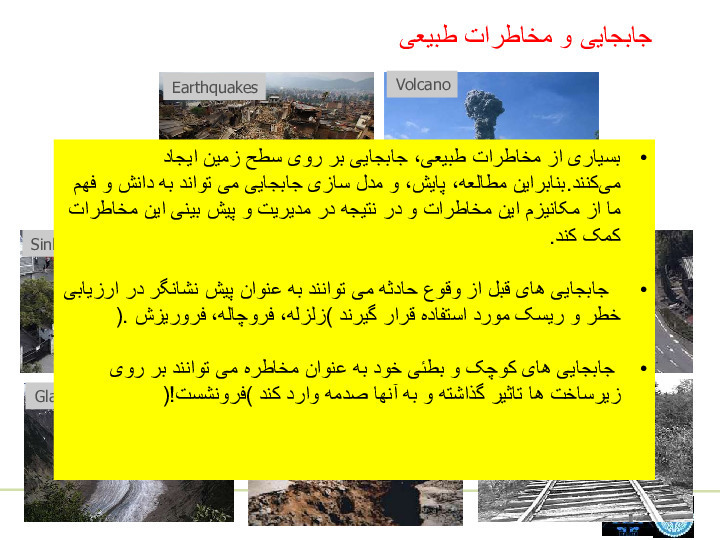 جابجایی و مخاطرات طبیعی
Earthquakes
Volcano
• بسیاری از مخاطرات طبیعی، جابجایی بر روی سطح زمین ایجاد
می‌کنند.بنابراین مطالعه، پایش، و مدل سازی جابجایی می تواند به دانش و فهم
ما از مکانیزم این مخاطرات و در نتیجه در مدیریت و پیش بینی این مخاطرات
کمک کند.
• جابجایی های قبل از وقوع حادثه می توانند به عنوان پیش نشانگر در ارزیابی
خطر و ریسک مورد استفاده قرار گیرند )زلزله، فروچاله، فروریزش .(
• جابجایی های کوچک و بطئی خود به عنوان مخاطره می توانند بر روی
زیرساخت ها تاثیر گذاشته و به آنها صدمه وارد کند )فرونشست!(